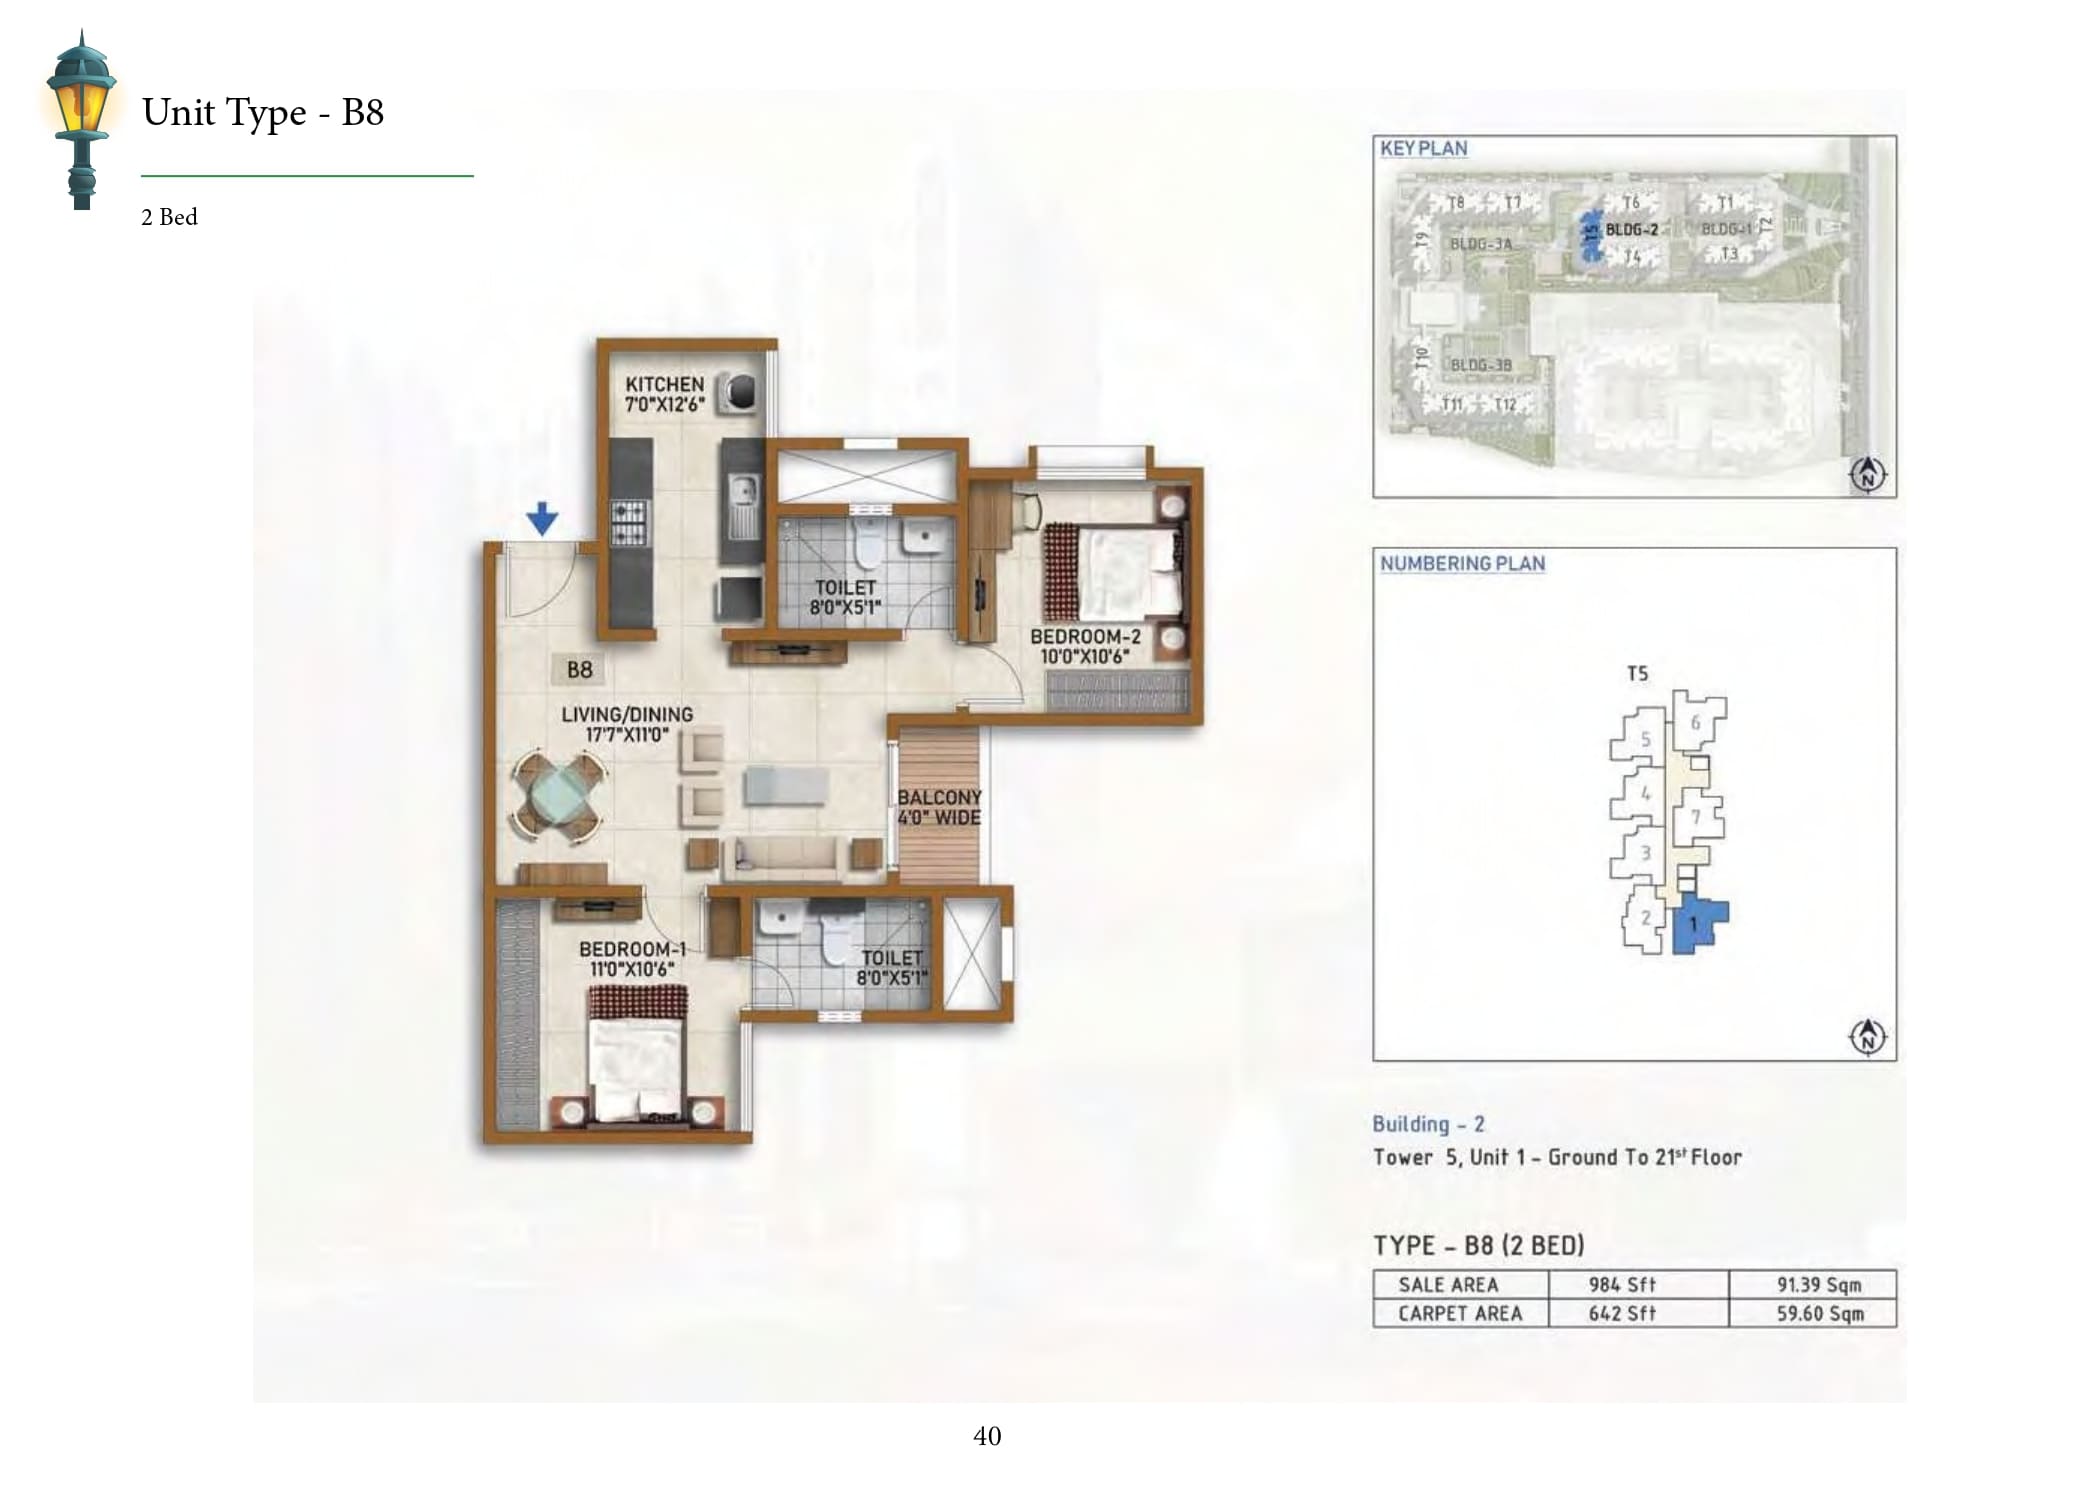 Unit Type - B8
2 Bed
KITCHEN
7'0"X12'6"
TOILET
8'0"X5'1"
BEDROOM-2
10'0"X10'6"
B8
LIVING/DINING
17'7"X11'0"
BALCONY
4'0" WIDE
BEDROOM-1
11'0"X10'6"
TOILET
8'0"X5'1"
KEY PLAN
T8
T7
T6
T1
T2
T9
BLDG-3A
T5
BLDG-2
BLDG-1
T4
T3
T10
BLDG-3B
T11
T12
N
NUMBERING PLAN
T5
6
5
4
7
3
2
1
N
Building - 2
Tower 5, Unit 1 - Ground To 21st Floor
TYPE - B8 (2 BED)
SALE AREA 984 Sft 91.39 Sqm
CARPET AREA 642 Sft 59.60 Sqm
40